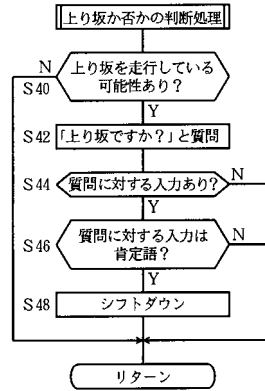 上り坂か否かの判断処理
N
S40
上り坂を走行している
可能性あり？
Y
S42
「上り坂ですか？」と質問
S44
質問に対する入力あり？
N
Y
S46
質問に対する入力は
肯定語？
N
Y
S48
シフトダウン
リターン